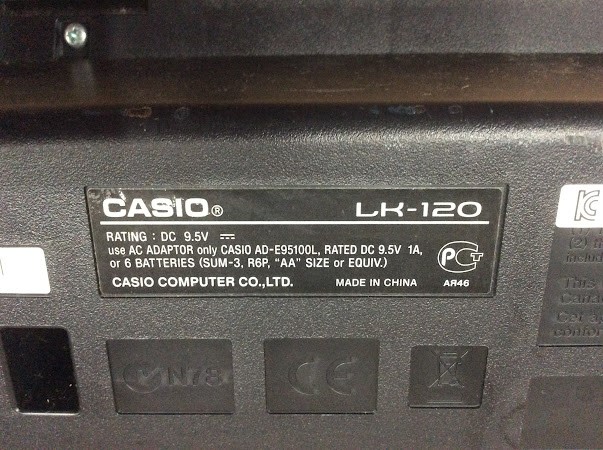 CASIO® LK-120
RATING : DC 9.5V ⎓
use AC ADAPTOR only CASIO AD-E95100L, RATED DC 9.5V 1A,
or 6 BATTERIES (SUM-3, R6P, “AA” SIZE or EQUIV.)
CASIO COMPUTER CO.,LTD. MADE IN CHINA АЯ46
N78
CE